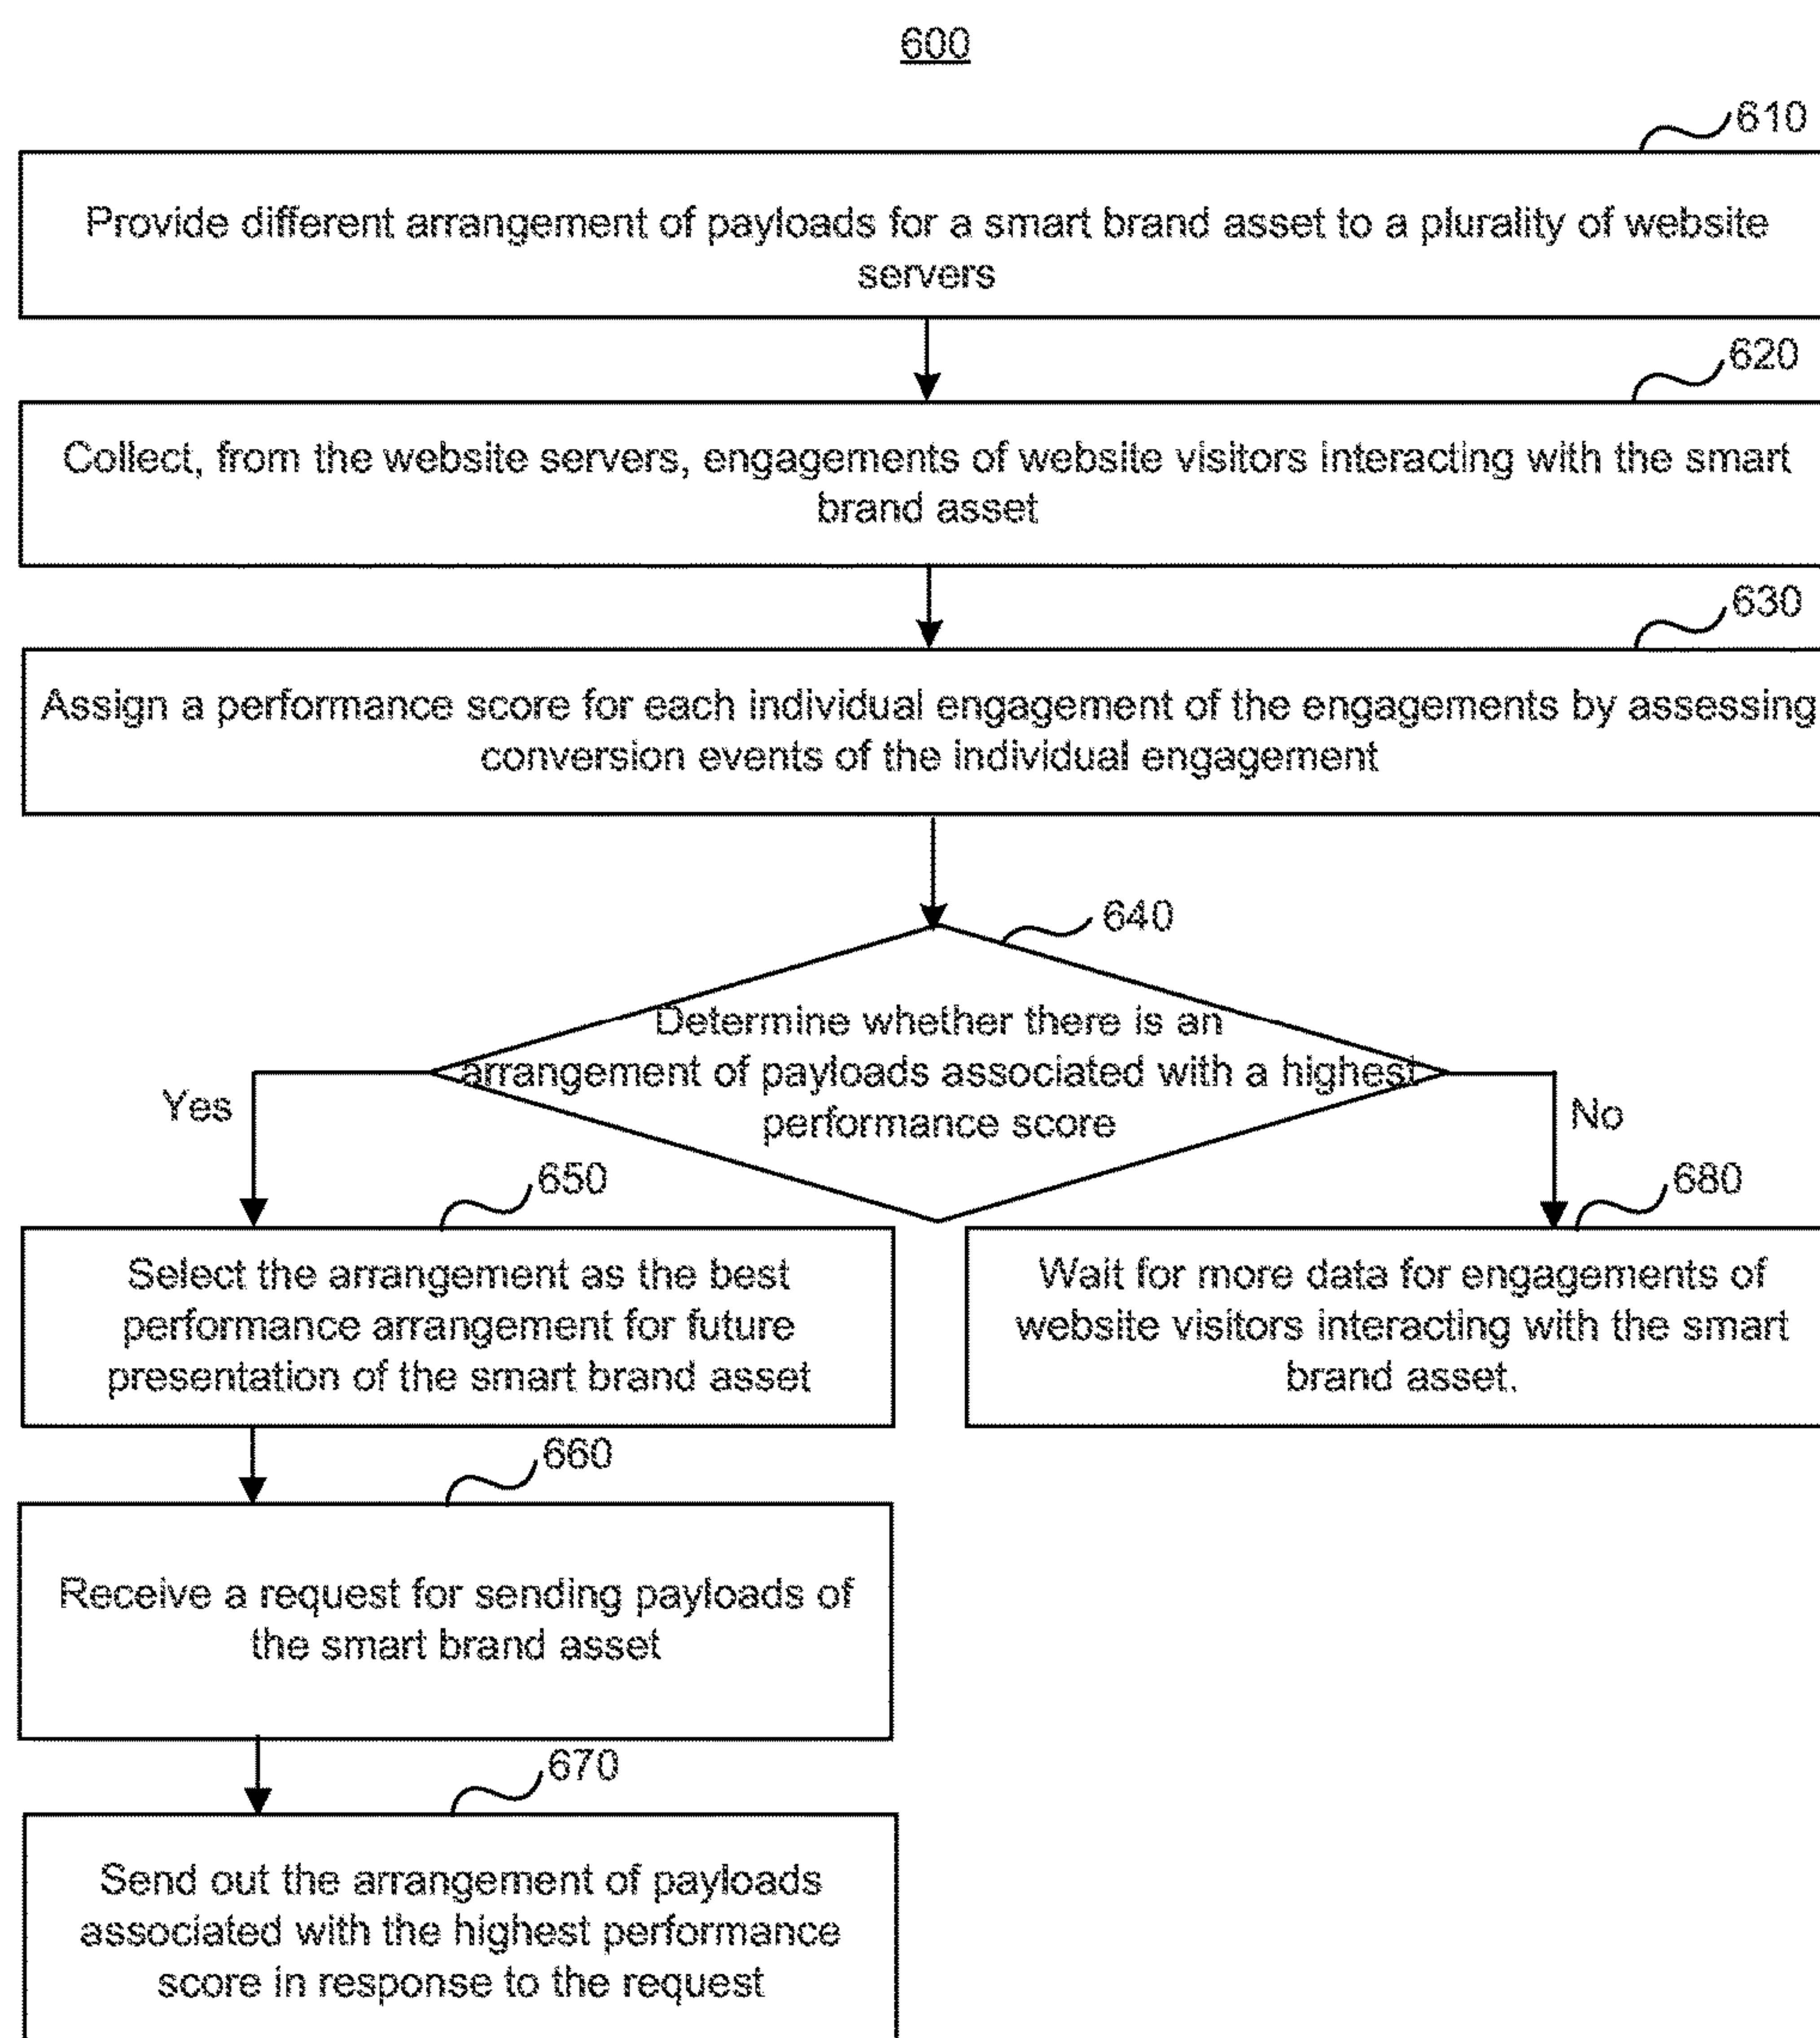 600
610
Provide different arrangement of payloads for a smart brand asset to a plurality of website
servers
620
Collect, from the website servers, engagements of website visitors interacting with the smart
brand asset
630
Assign a performance score for each individual engagement of the engagements by assessing
conversion events of the individual engagement
640
Determine whether there is an
arrangement of payloads associated with a highest
performance score
Yes
No
650
Select the arrangement as the best
performance arrangement for future
presentation of the smart brand asset
680
Wait for more data for engagements of
website visitors interacting with the smart
brand asset.
660
Receive a request for sending payloads of
the smart brand asset
670
Send out the arrangement of payloads
associated with the highest performance
score in response to the request